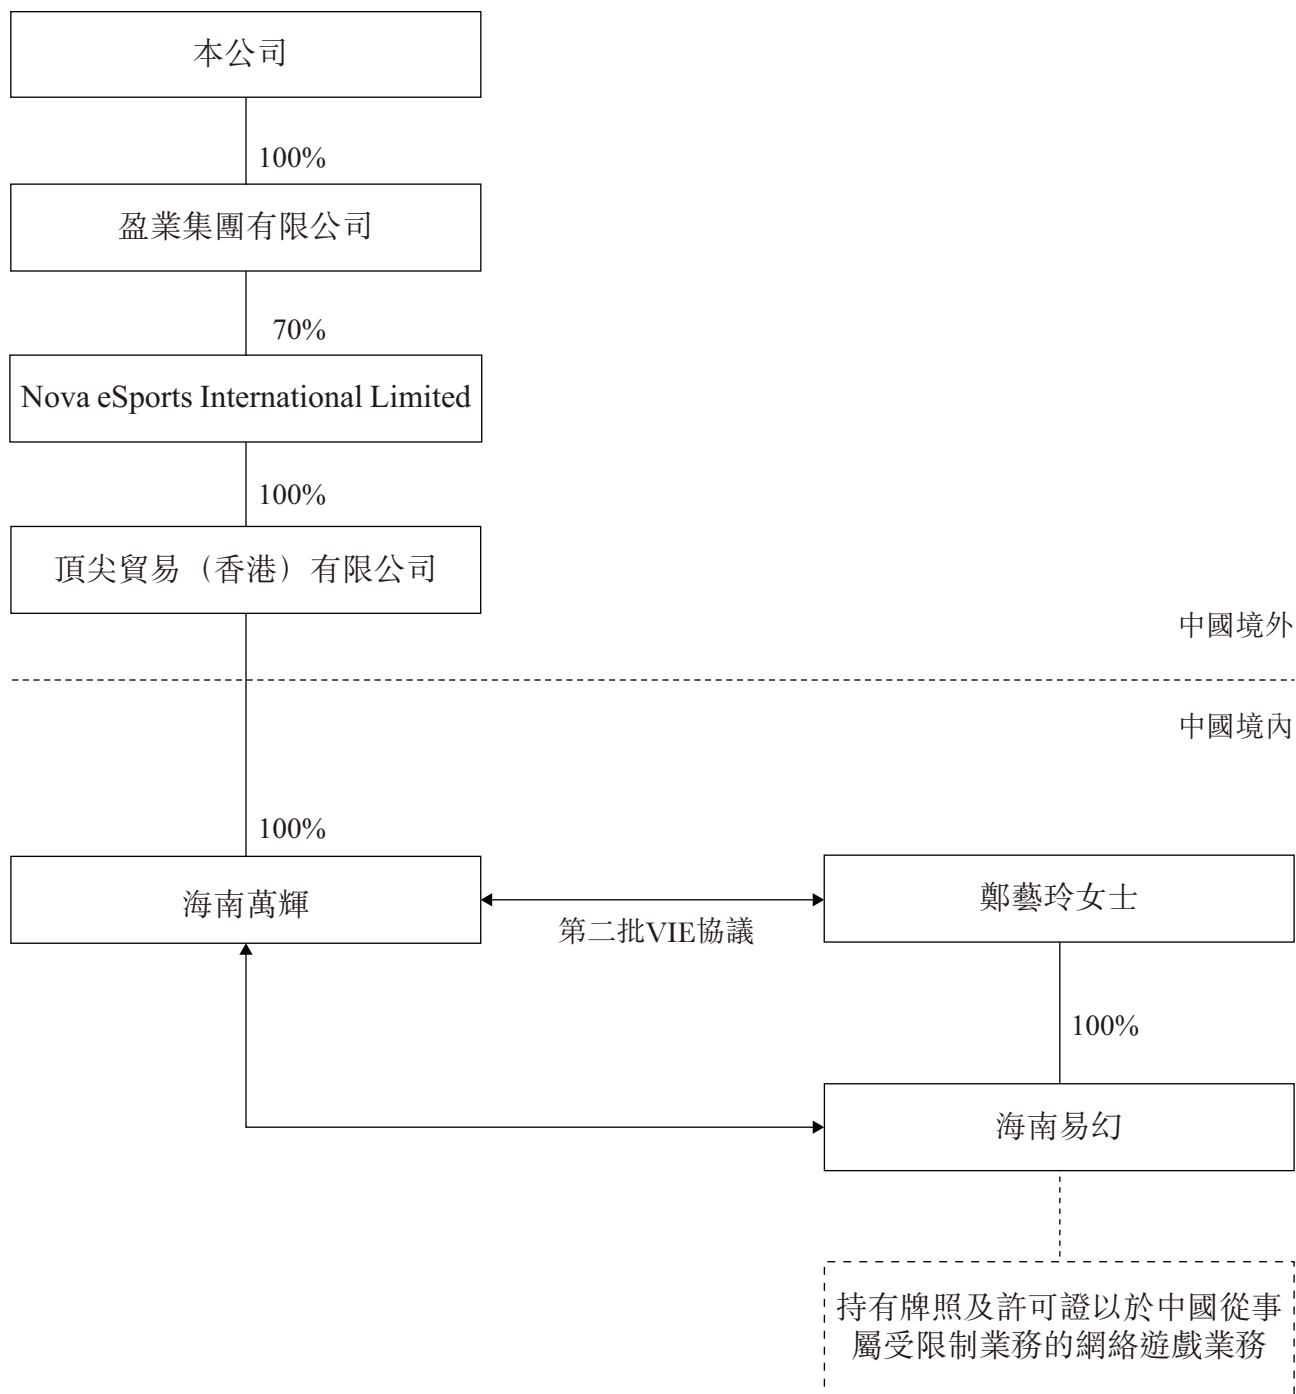 本公司
100%
盈業集團有限公司
70%
Nova eSports International Limited
100%
頂尖貿易（香港）有限公司
中國境外
中國境內
100%
海南萬輝
鄭藝玲女士
第二批VIE協議
100%
海南易幻
持有牌照及許可證以於中國從事
屬受限制業務的網絡遊戲業務